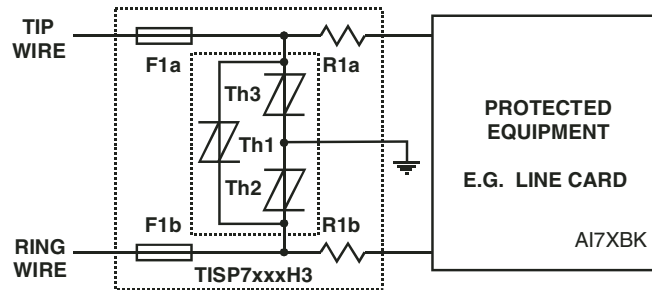 TIP
WIRE
F1a
R1a
Th3
Th1
Th2
F1b
R1b
RING
WIRE
TISP7xxxH3
PROTECTED
EQUIPMENT
E.G. LINE CARD
AI7XBK